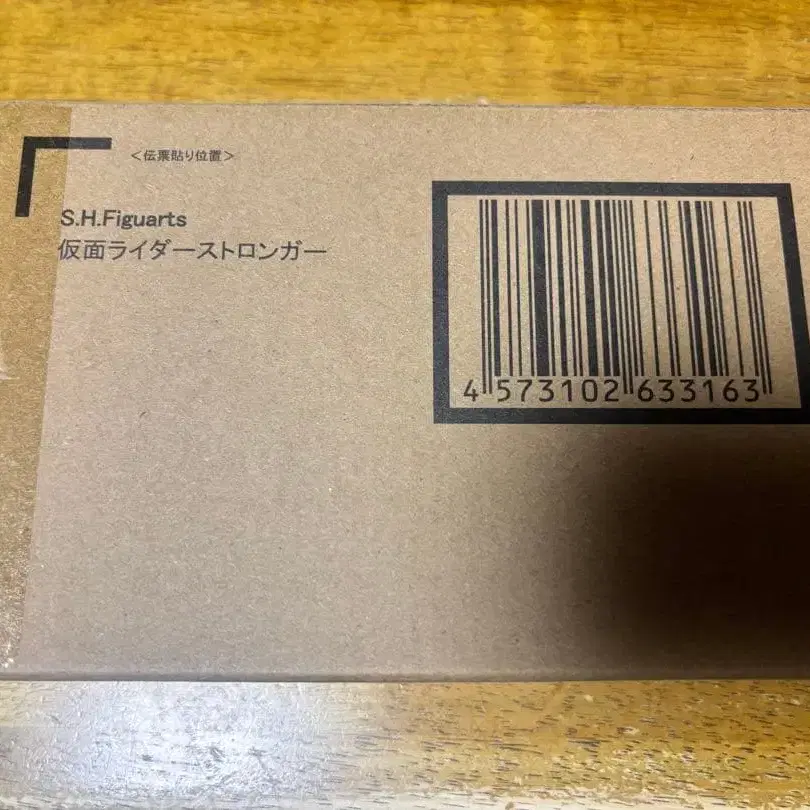 <伝票貼り位置>
S.H.Figuarts
仮面ライダーストロンガー
4 573102 633163